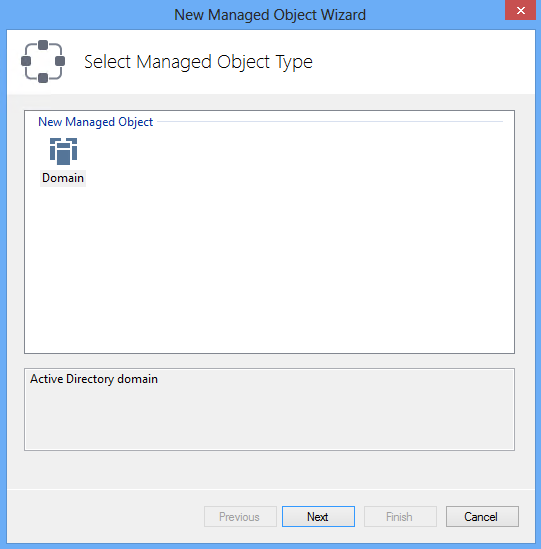 New Managed Object Wizard
Select Managed Object Type
New Managed Object
Domain
Active Directory domain
Previous
Next
Finish
Cancel